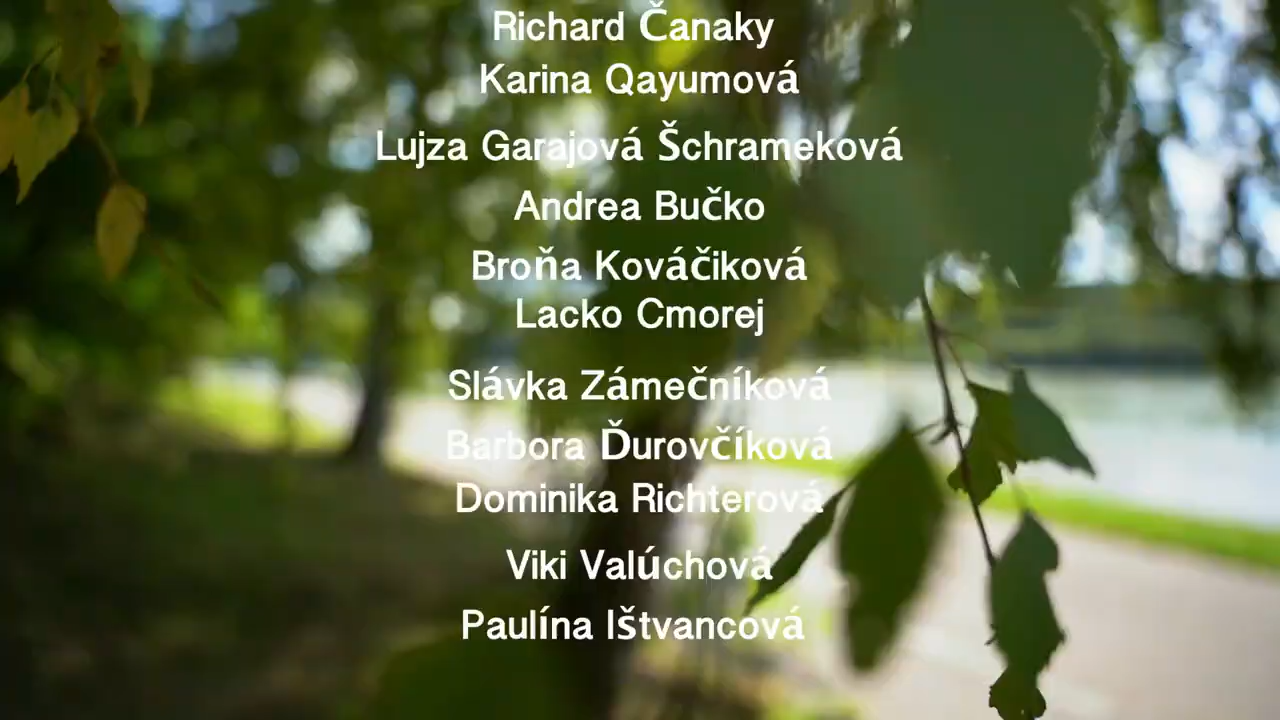 Richard Čanaky
Karina Qayumová
Lujza Garajová Šchrameková
Andrea Bučko
Broňa Kováčiková
Lacko Cmorej
Slávka Zámečníková
Barbora Ďurovčíková
Dominika Richterová
Viki Valúchová
Paulína Ištvancová